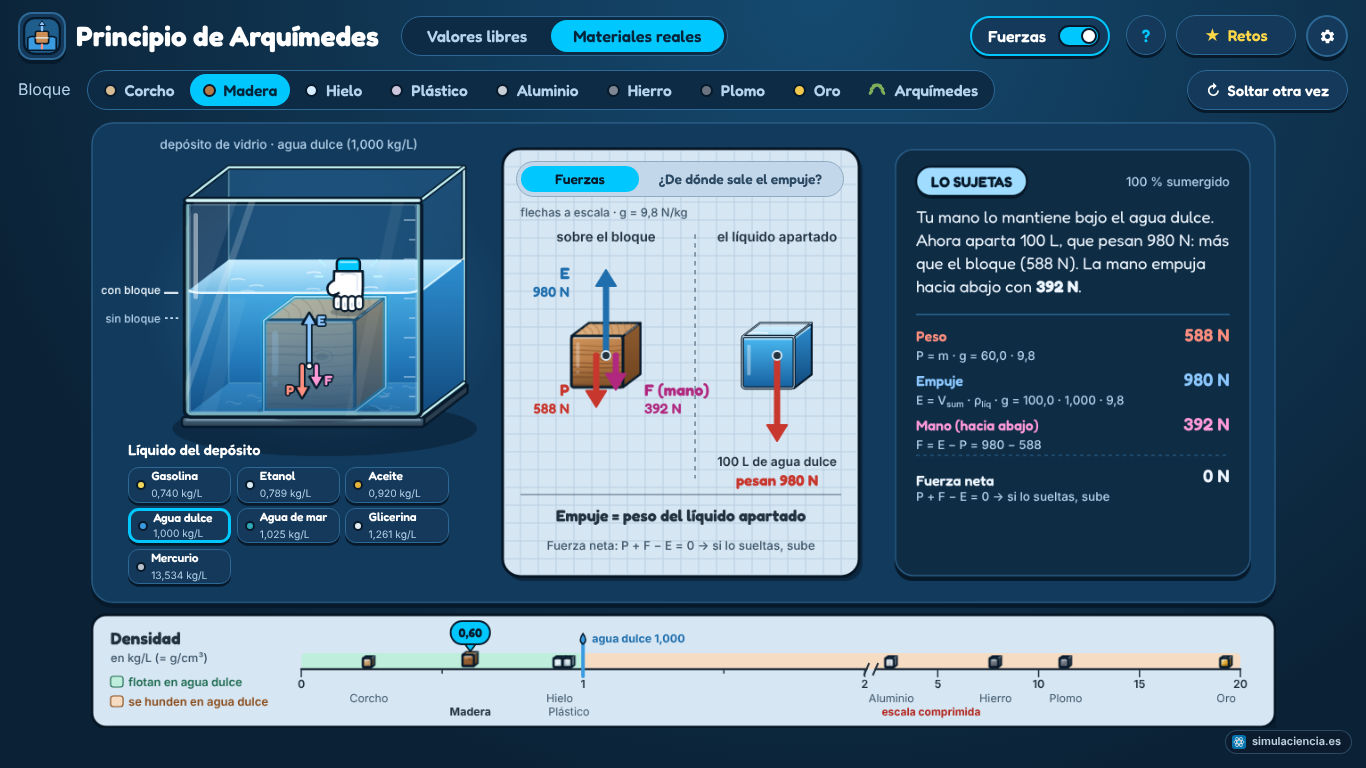 Principio de Arquímedes
Valores libres
Materiales reales
Fuerzas
?
★ Retos
Bloque
Corcho
Madera
Hielo
Plástico
Aluminio
Hierro
Plomo
Oro
Arquímedes
↻ Soltar otra vez
depósito de vidrio · agua dulce (1,000 kg/L)
con bloque
sin bloque
E
P
F
Líquido del depósito
Gasolina
0,740 kg/L
Etanol
0,789 kg/L
Aceite
0,920 kg/L
Agua dulce
1,000 kg/L
Agua de mar
1,025 kg/L
Glicerina
1,261 kg/L
Mercurio
13,534 kg/L
Fuerzas
¿De dónde sale el empuje?
flechas a escala · g = 9,8 N/kg
sobre el bloque
el líquido apartado
E
980 N
P
588 N
F (mano)
392 N
100 L de agua dulce
pesan 980 N
Empuje = peso del líquido apartado
Fuerza neta: P + F − E = 0 → si lo sueltas, sube
LO SUJETAS
100 % sumergido
Tu mano lo mantiene bajo el agua dulce.
Ahora aparta 100 L, que pesan 980 N: más
que el bloque (588 N). La mano empuja
hacia abajo con 392 N.
Peso
588 N
P = m · g = 60,0 · 9,8
Empuje
980 N
E = Vsum · ρlíq · g = 100,0 · 1,000 · 9,8
Mano (hacia abajo)
392 N
F = E − P = 980 − 588
Fuerza neta
0 N
P + F − E = 0 → si lo sueltas, sube
Densidad
en kg/L (= g/cm³)
flotan en agua dulce
se hunden en agua dulce
0,60
agua dulce 1,000
0
1
2
5
10
15
20
Corcho
Madera
Hielo
Plástico
Aluminio
Hierro
Plomo
Oro
escala comprimida
simulaciencia.es